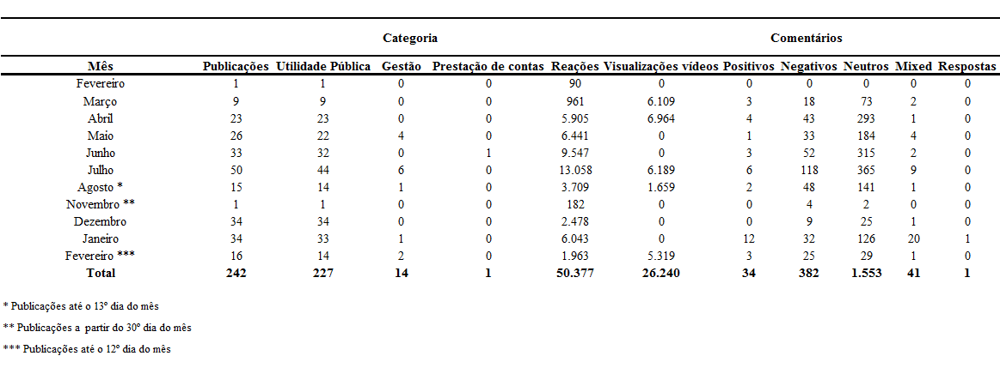 Categoria Comentários
Mês Publicações Utilidade Pública Gestão Prestação de contas Reações Visualizações vídeos Positivos Negativos Neutros Mixed Respostas
Fevereiro 1 1 0 0 90 0 0 0 0 0 0
Março 9 9 0 0 961 6.109 3 18 73 2 0
Abril 23 23 0 0 5.905 6.964 4 43 293 1 0
Maio 26 22 4 0 6.441 0 1 33 184 4 0
Junho 33 32 0 1 9.547 0 3 52 315 2 0
Julho 50 44 6 0 13.058 6.189 6 118 365 9 0
Agosto * 15 14 1 0 3.709 1.659 2 48 141 1 0
Novembro ** 1 1 0 0 182 0 0 4 2 0 0
Dezembro 34 34 0 0 2.478 0 0 9 25 1 0
Janeiro 34 33 1 0 6.043 0 12 32 126 20 1
Fevereiro *** 16 14 2 0 1.963 5.319 3 25 29 1 0
Total 242 227 14 1 50.377 26.240 34 382 1.553 41 1
* Publicações até o 13º dia do mês
** Publicações a partir do 30º dia do mês
*** Publicações até o 12º dia do mês